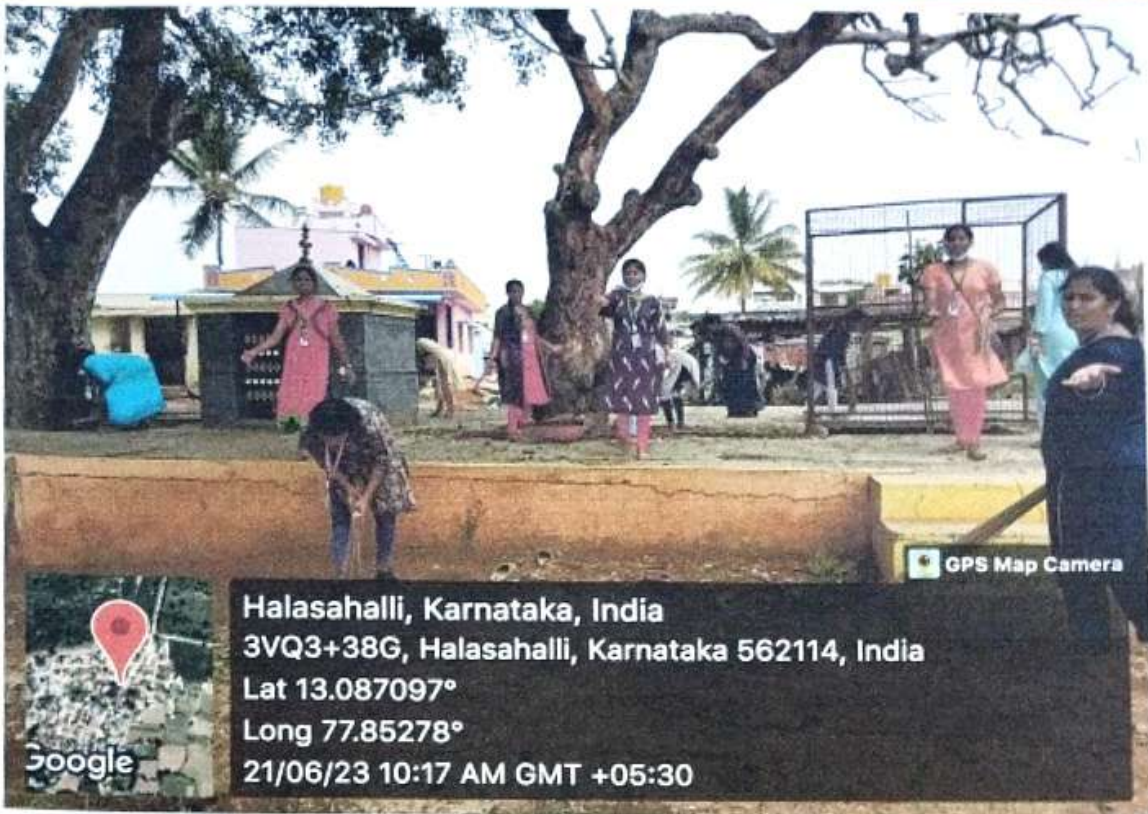 GPS Map Camera
Halasahalli, Karnataka, India
3VQ3+38G, Halasahalli, Karnataka 562114, India
Lat 13.087097°
Long 77.85278°
21/06/23 10:17 AM GMT +05:30
Google